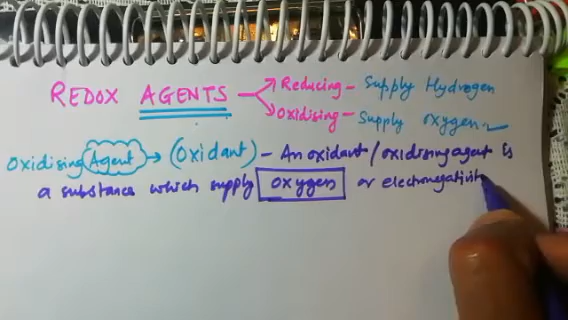 REDOX AGENTS → Reducing - Supply Hydrogen
→ Oxidising - Supply oxygen
Oxidising Agent → (Oxidant) - An oxidant / oxidising agent is
a substance which supply oxygen or electronegativit